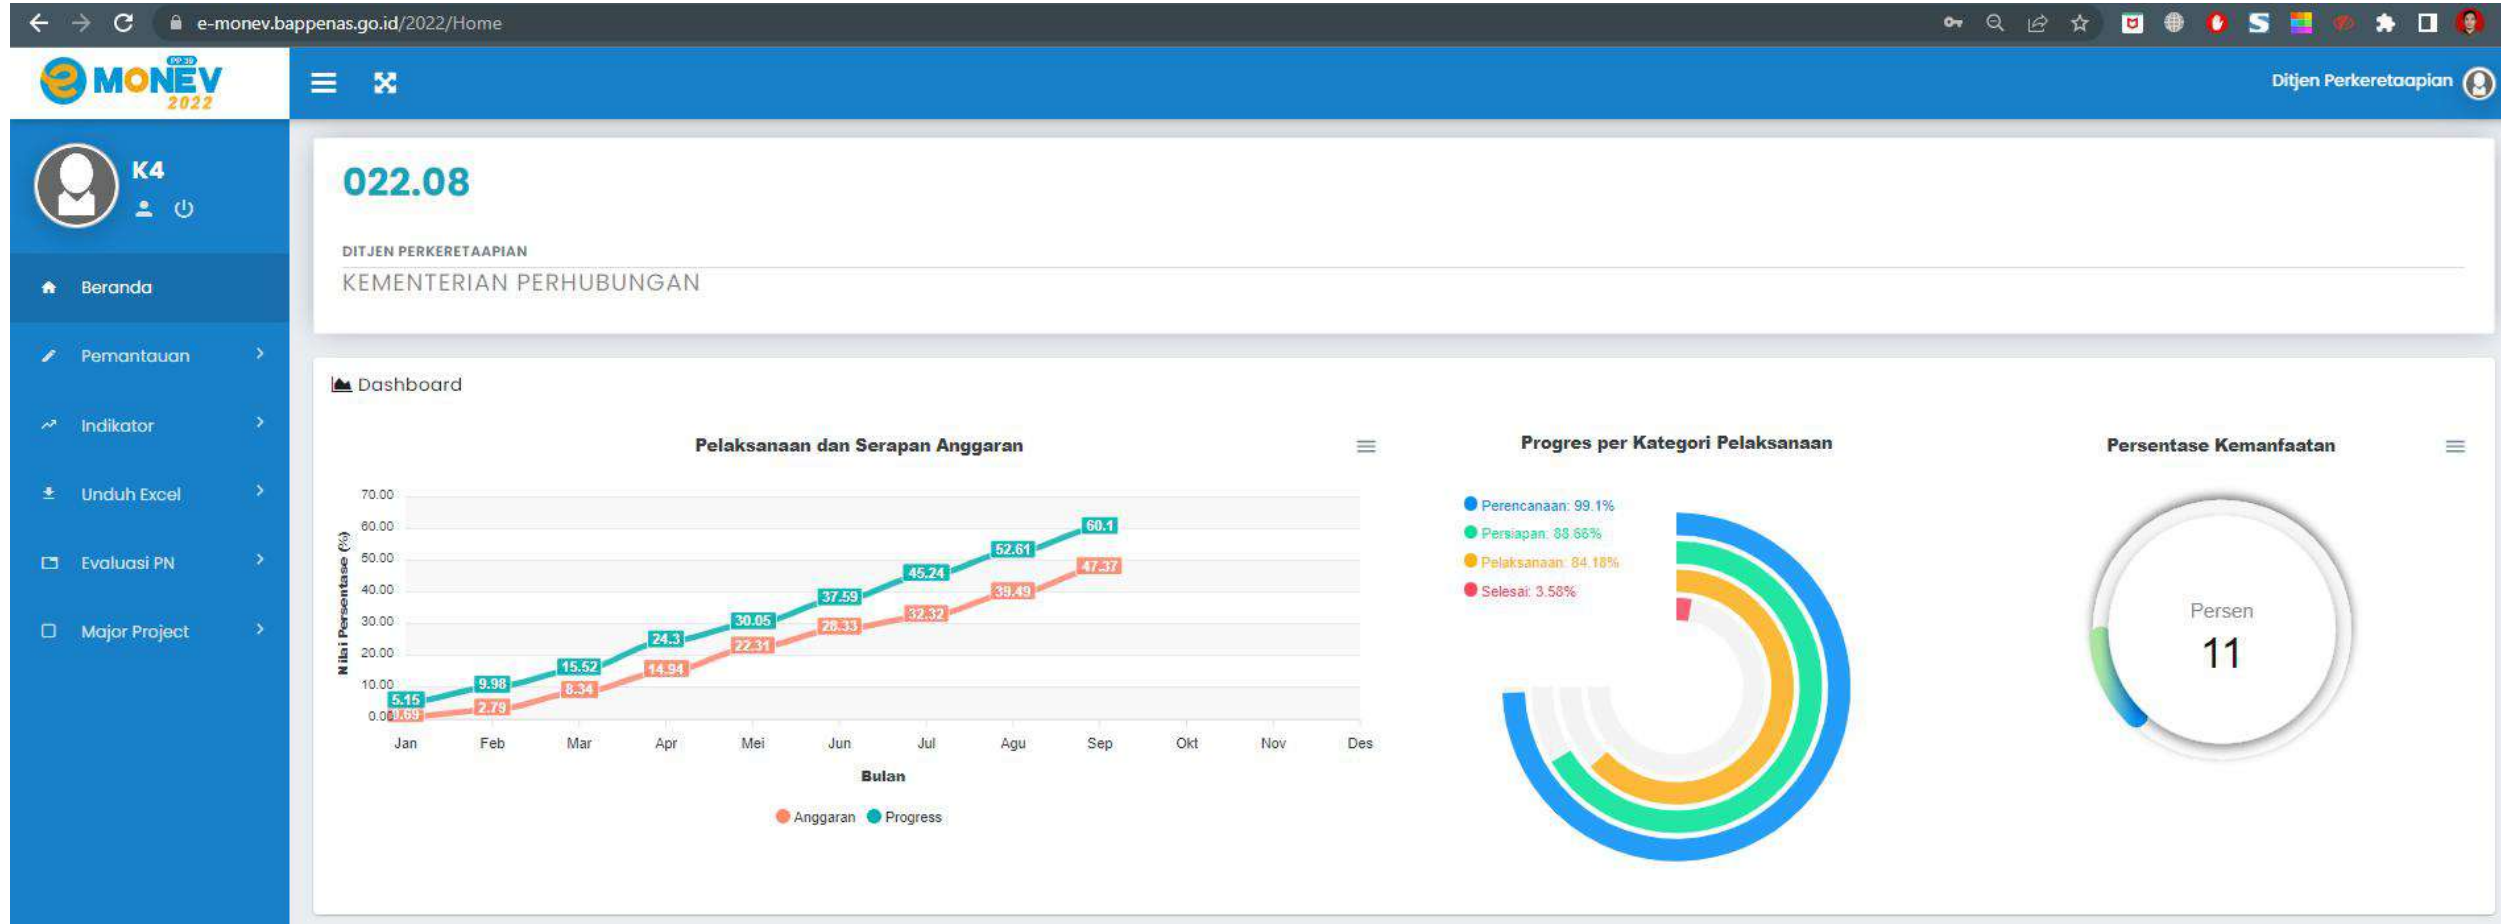 e-monev.bappenas.go.id/2022/Home
e MONEV
PP 39
2022
Ditjen Perkeretaapian
K4
Beranda
Pemantauan
Indikator
Unduh Excel
Evaluasi PN
Major Project
022.08
DITJEN PERKERETAAPIAN
KEMENTERIAN PERHUBUNGAN
Dashboard
Pelaksanaan dan Serapan Anggaran
Nilai Persentase (%)
70.00
60.00
50.00
40.00
30.00
20.00
10.00
0.00
5.15 9.98 15.52 24.3 30.05 37.59 45.24 52.61 60.1
0.69 2.79 8.34 14.94 22.31 28.33 32.32 39.49 47.37
Jan Feb Mar Apr Mei Jun Jul Agu Sep Okt Nov Des
Bulan
Anggaran Progress
Progres per Kategori Pelaksanaan
Perencanaan: 99.1%
Persiapan: 88.66%
Pelaksanaan: 84.18%
Selesai: 3.58%
Persentase Kemanfaatan
Persen
11